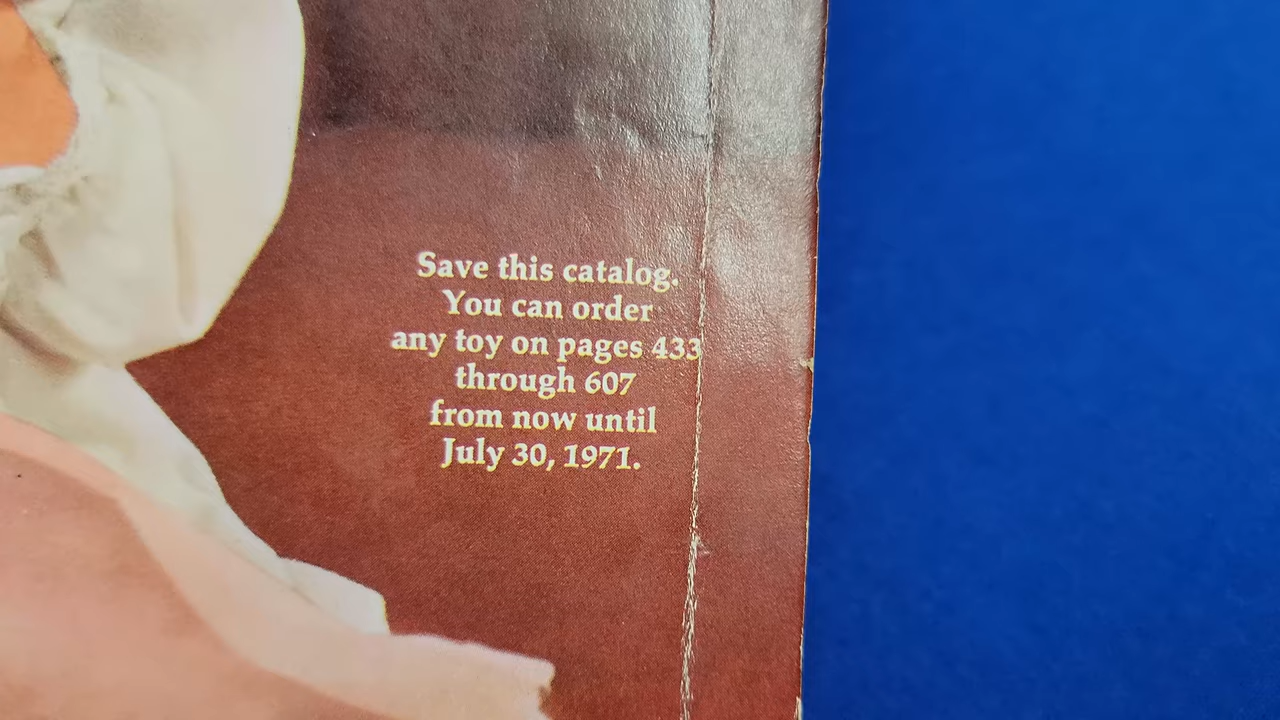 Save this catalog.
You can order
any toy on pages 433
through 607
from now until
July 30, 1971.